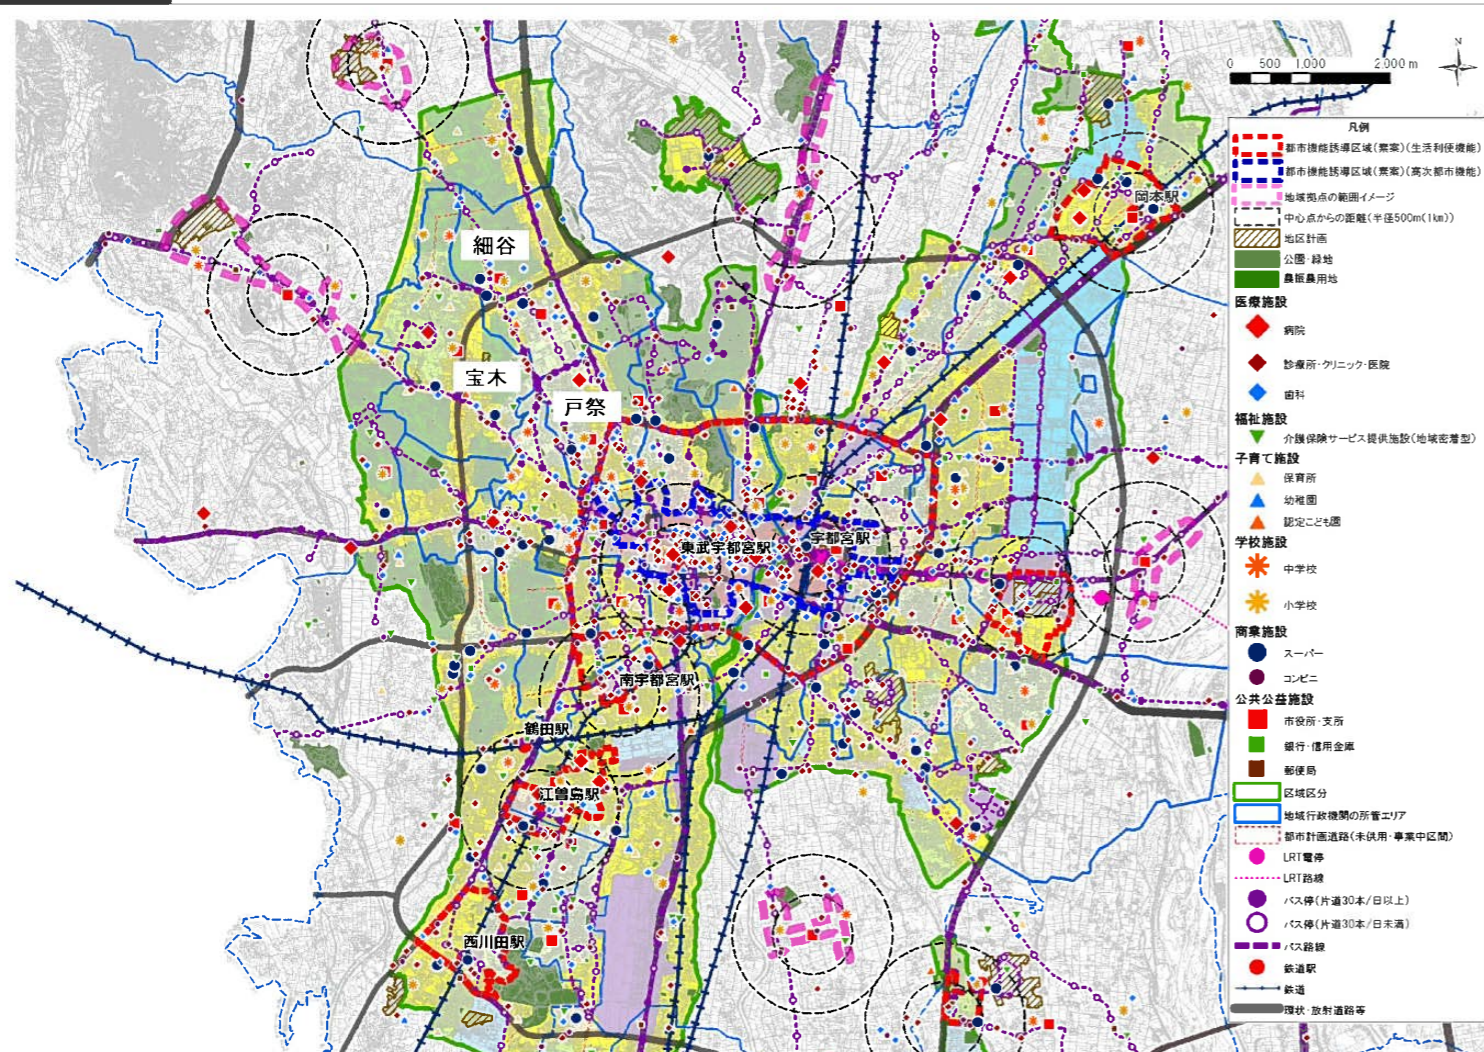 細谷
宝木
戸祭
岡本駅
東武宇都宮駅
宇都宮駅
南宇都宮駅
鶴田駅
江曽島駅
西川田駅
N
0 500 1,000 2,000 m
凡例
都市機能誘導区域(素案)(生活利便機能)
都市機能誘導区域(素案)(高次都市機能)
地域拠点の範囲イメージ
中心点からの距離(半径500m(1km))
地区計画
公園・緑地
農振農用地
医療施設
病院
診療所・クリニック・医院
歯科
福祉施設
介護保険サービス提供施設(地域密着型)
子育て施設
保育所
幼稚園
認定こども園
学校施設
中学校
小学校
商業施設
スーパー
コンビニ
公共公益施設
市役所・支所
銀行・信用金庫
郵便局
区域区分
地域行政機関の所管エリア
都市計画道路(未供用・事業中区間)
LRT電停
LRT路線
バス停(片道30本/日以上)
バス停(片道30本/日未満)
バス路線
鉄道駅
鉄道
環状・放射道路等